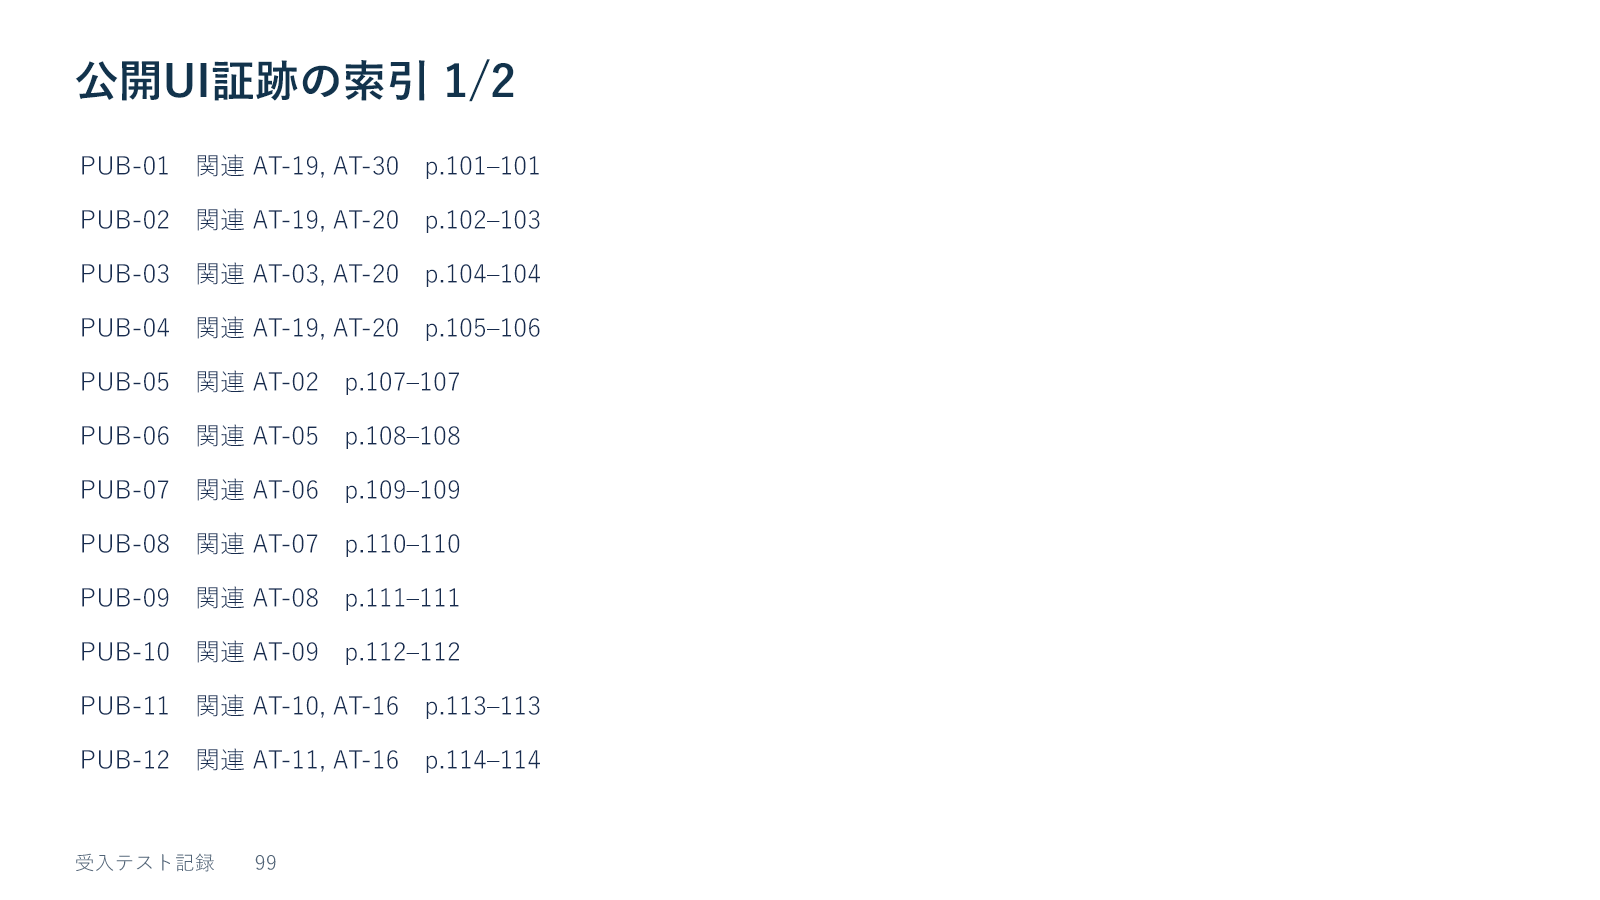 公開UI証跡の索引 1/2
PUB-01　関連 AT-19, AT-30　p.101–101
PUB-02　関連 AT-19, AT-20　p.102–103
PUB-03　関連 AT-03, AT-20　p.104–104
PUB-04　関連 AT-19, AT-20　p.105–106
PUB-05　関連 AT-02　p.107–107
PUB-06　関連 AT-05　p.108–108
PUB-07　関連 AT-06　p.109–109
PUB-08　関連 AT-07　p.110–110
PUB-09　関連 AT-08　p.111–111
PUB-10　関連 AT-09　p.112–112
PUB-11　関連 AT-10, AT-16　p.113–113
PUB-12　関連 AT-11, AT-16　p.114–114
受入テスト記録　　99